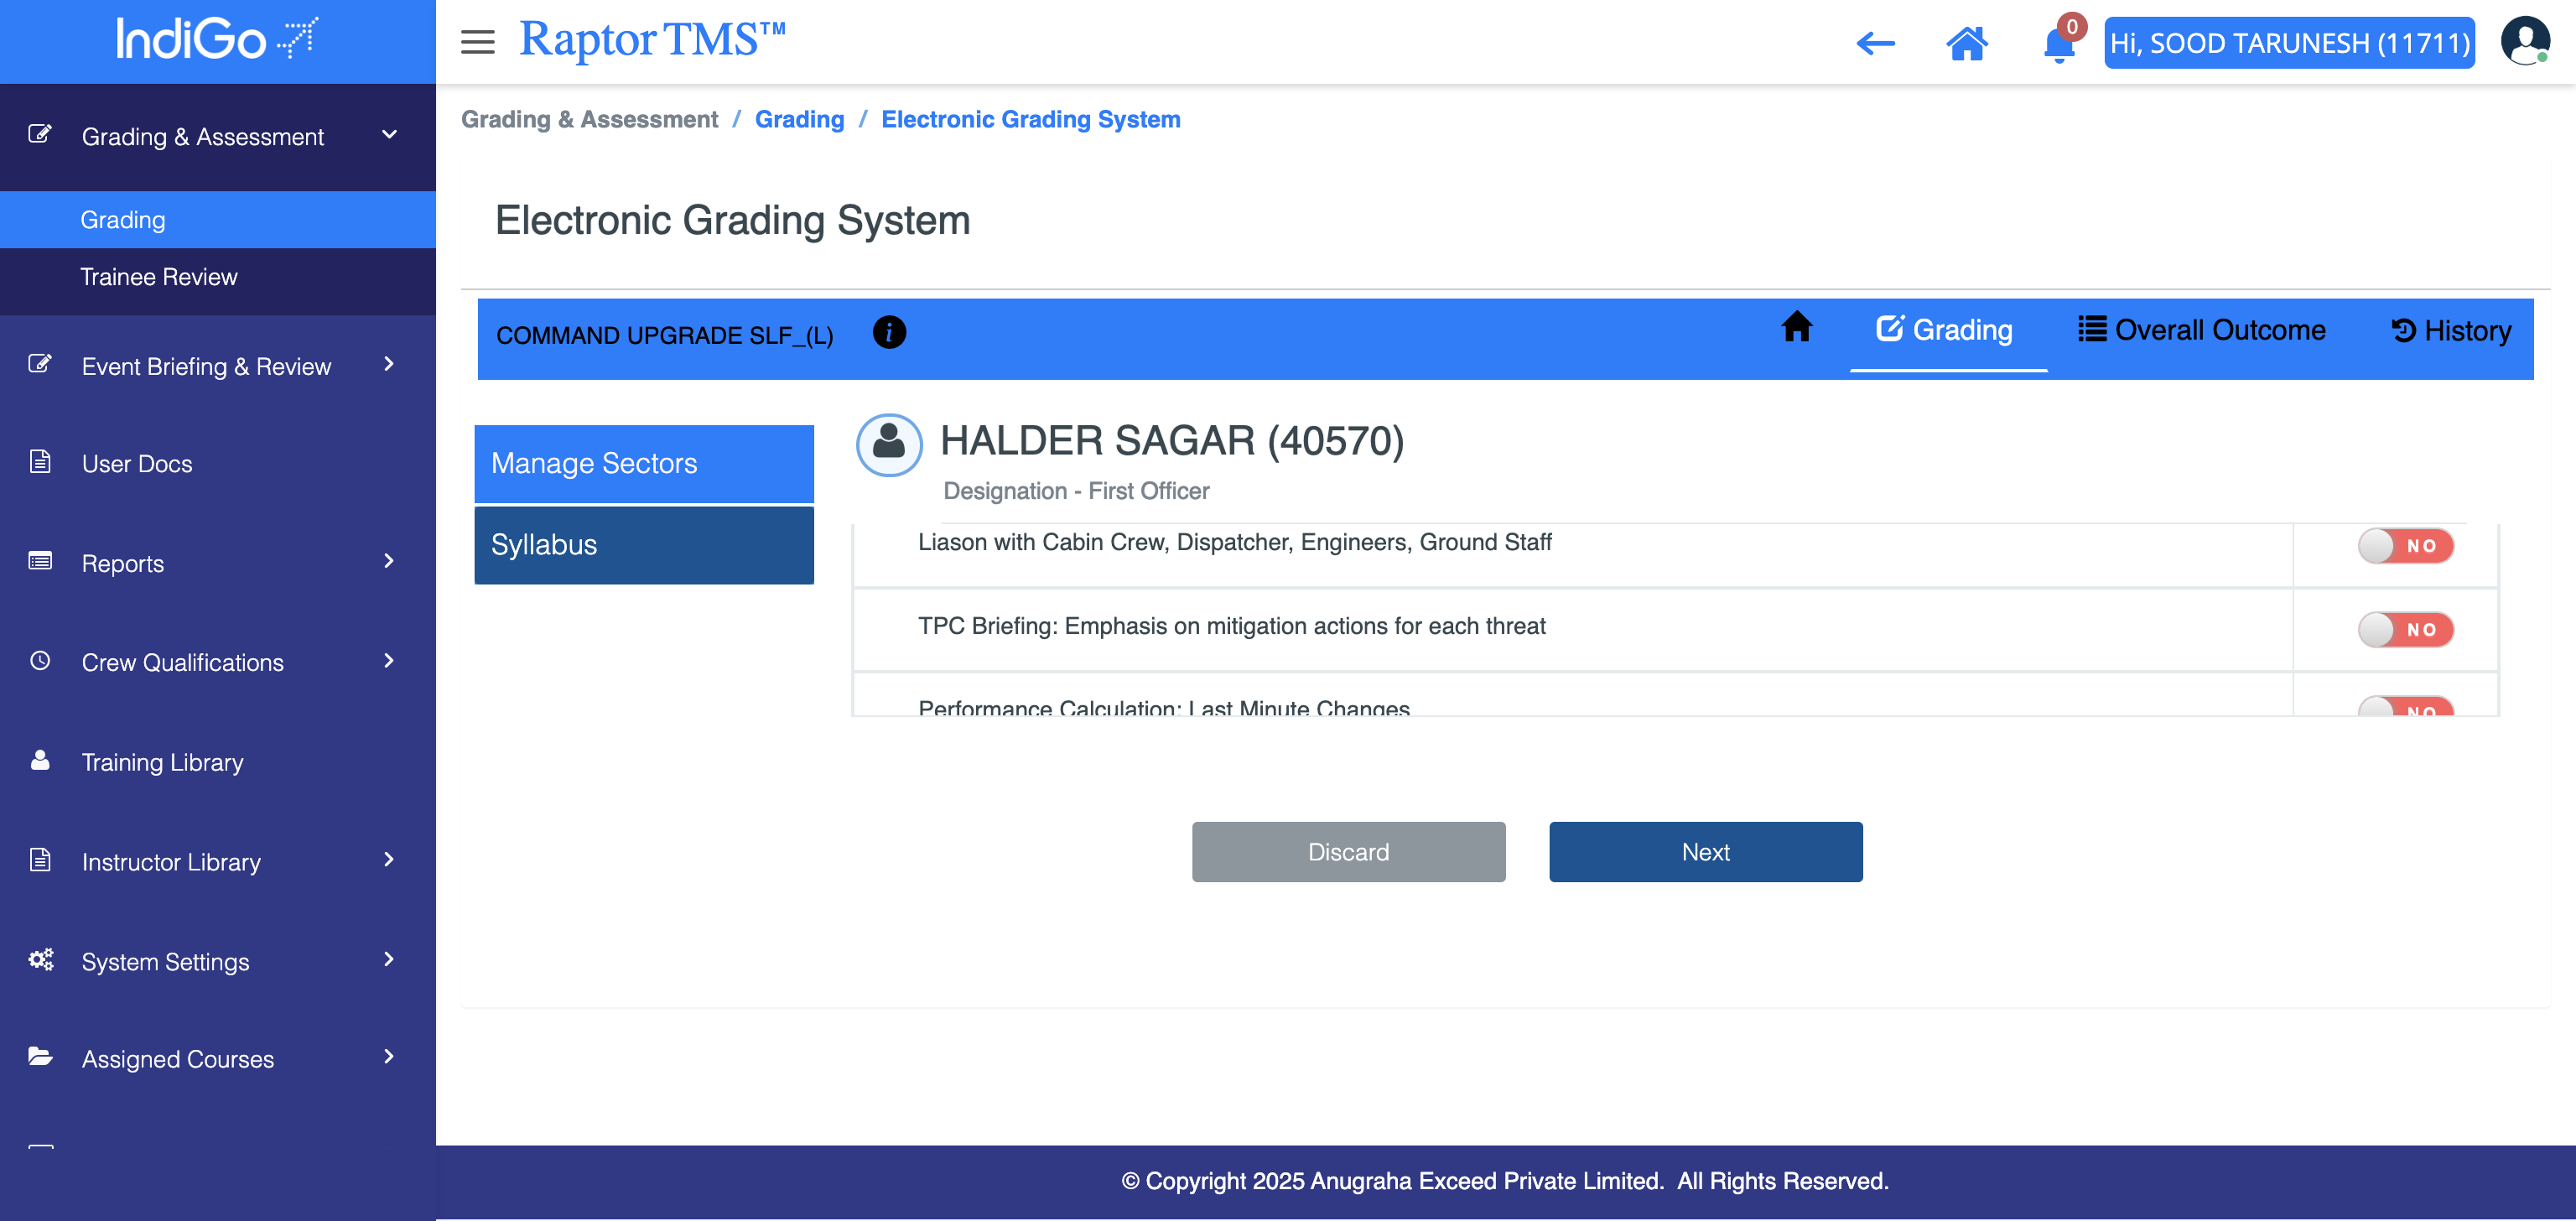 IndiGo
Raptor TMS™
0
Hi, SOOD TARUNESH (11711)
Grading & Assessment
Grading
Trainee Review
Event Briefing & Review
User Docs
Reports
Crew Qualifications
Training Library
Instructor Library
System Settings
Assigned Courses
Grading & Assessment / Grading / Electronic Grading System
Electronic Grading System
COMMAND UPGRADE SLF_(L)
Grading
Overall Outcome
History
Manage Sectors
Syllabus
HALDER SAGAR (40570)
Designation - First Officer
Liason with Cabin Crew, Dispatcher, Engineers, Ground Staff
NO
TPC Briefing: Emphasis on mitigation actions for each threat
NO
Performance Calculation: Last Minute Changes
NO
Discard
Next
© Copyright 2025 Anugraha Exceed Private Limited. All Rights Reserved.